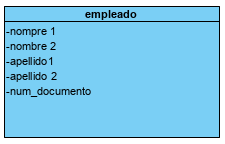 empleado
-nompre 1
-nombre 2
-apellido1
-apellido 2
-num_documento